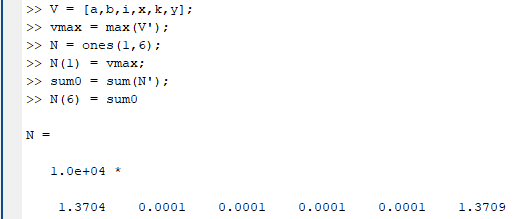 >> V = [a,b,i,x,k,y];
>> vmax = max(V');
>> N = ones(1,6);
>> N(1) = vmax;
>> sum0 = sum(N');
>> N(6) = sum0
N =
1.0e+04 *
1.3704 0.0001 0.0001 0.0001 0.0001 1.3709